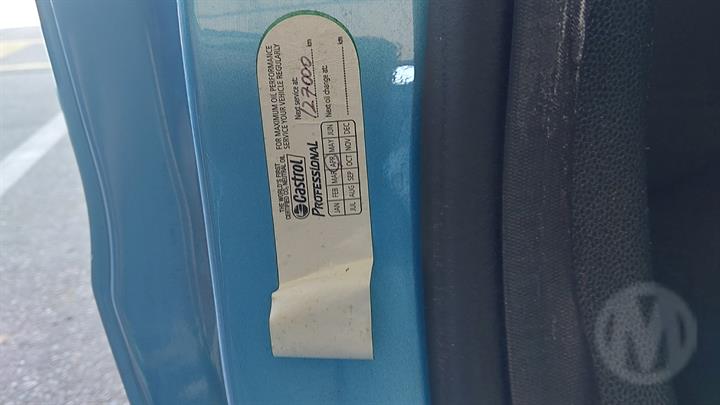 FOR MAXIMUM OIL PERFORMANCE
SERVICE YOUR VEHICLE REGULARLY
Next service at:
127000 km
Next oil change at:
km
THE WORLD'S FIRST
CERTIFIED CO₂ NEUTRAL OIL
Castrol
PROFESSIONAL
JAN FEB MAR APR MAY JUN
JUL AUG SEP OCT NOV DEC
M